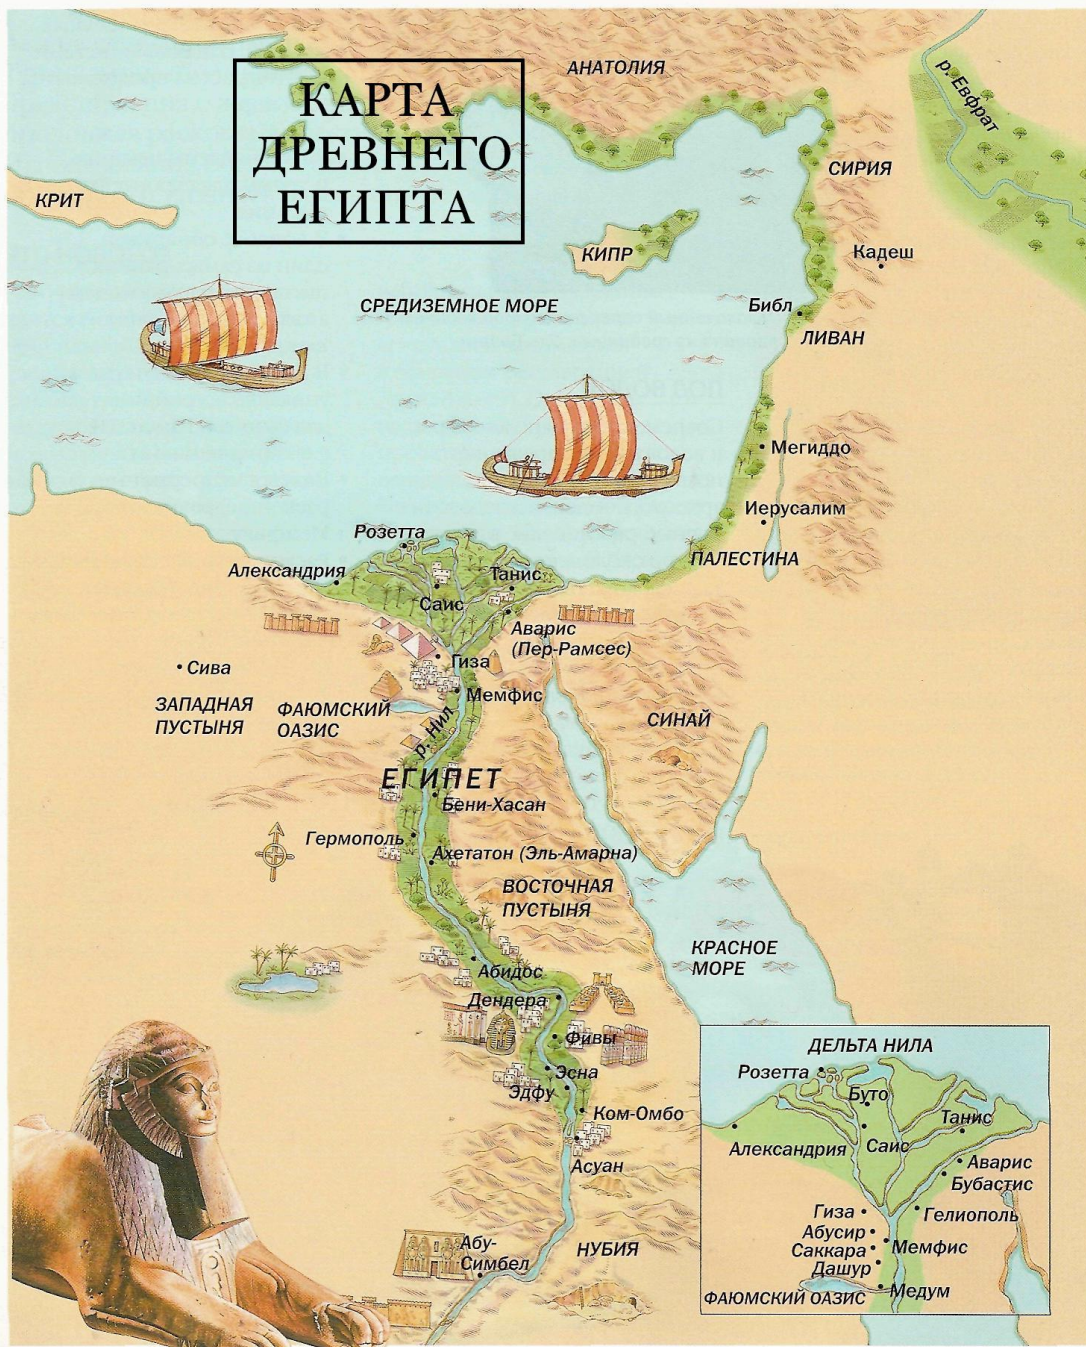 КАРТА
ДРЕВНЕГО
ЕГИПТА
АНАТОЛИЯ
р. Евфрат
СИРИЯ
КРИТ
КИПР
Кадеш
СРЕДИЗЕМНОЕ МОРЕ
Библ
ЛИВАН
Мегиддо
Иерусалим
ПАЛЕСТИНА
Розетта
Александрия
Танис
Саис
Аварис
(Пер-Рамсес)
Гиза
Сива
Мемфис
ЗАПАДНАЯ
ПУСТЫНЯ
ФАЮМСКИЙ
ОАЗИС
р. Нил
СИНАЙ
ЕГИПЕТ
Бени-Хасан
Гермополь
Ахетатон (Эль-Амарна)
ВОСТОЧНАЯ
ПУСТЫНЯ
КРАСНОЕ
МОРЕ
Абидос
Дендера
Фивы
Эсна
Эдфу
Ком-Омбо
Асуан
НУБИЯ
Абу-
Симбел
ДЕЛЬТА НИЛА
Розетта
Буто
Танис
Александрия
Саис
Аварис
Бубастис
Гиза
Гелиополь
Абусир
Саккара
Мемфис
Дашур
Медум
ФАЮМСКИЙ ОАЗИС